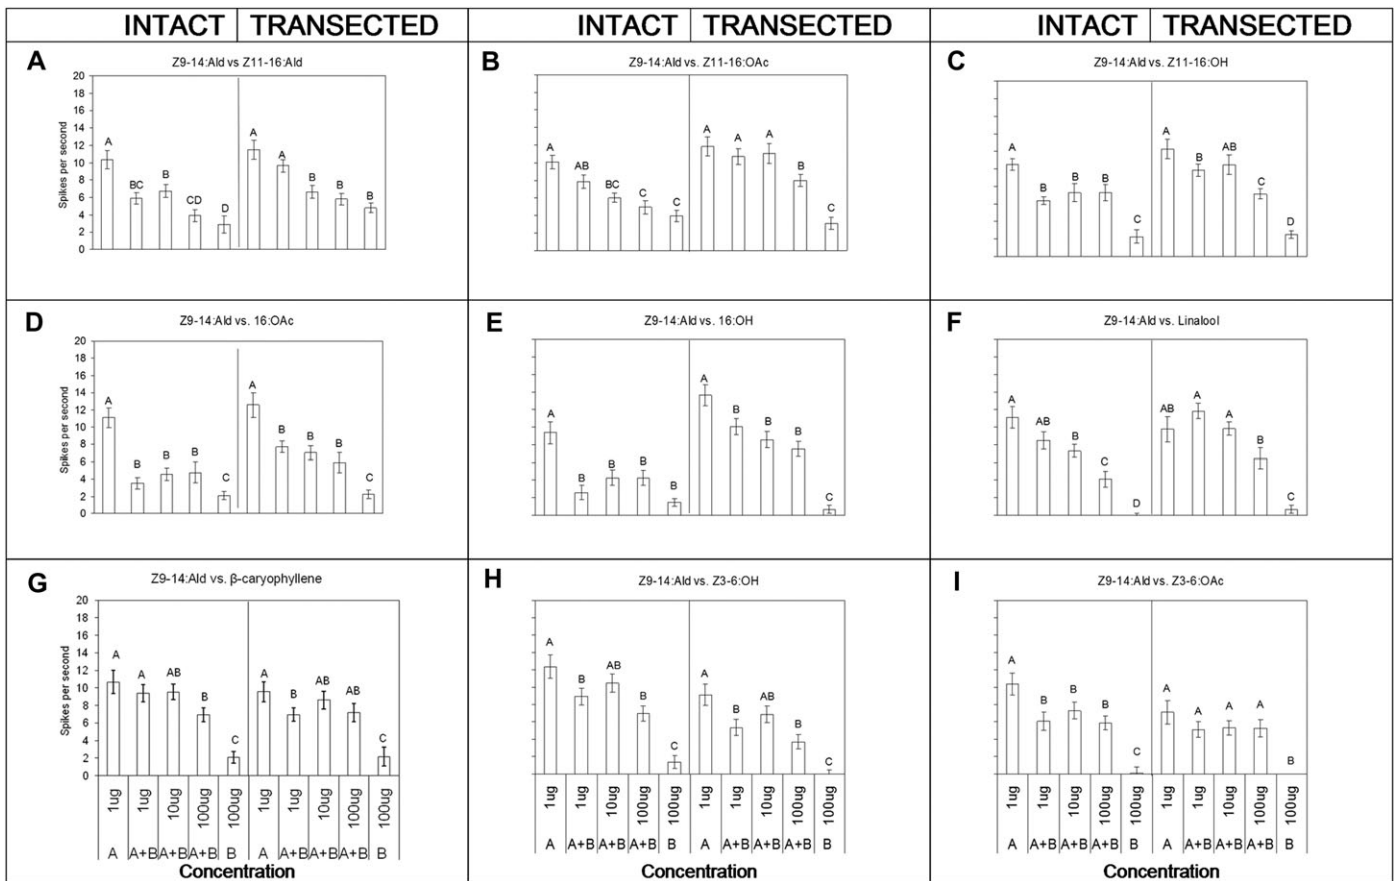 INTACT TRANSECTED INTACT TRANSECTED INTACT TRANSECTED
A
Z9-14:Ald vs Z11-16:Ald
Spikes per second
20
18
16
14
12
10
8
6
4
2
0
A BC B CD D A A B B B
B
Z9-14:Ald vs. Z11-16:OAc
A AB BC C C A A A B C
C
Z9-14:Ald vs. Z11-16:OH
A B B B C A B AB C D
D
Z9-14:Ald vs. 16:OAc
Spikes per second
20
18
16
14
12
10
8
6
4
2
0
A B B B C A B B B C
E
Z9-14:Ald vs. 16:OH
A B B B B A B B B C
F
Z9-14:Ald vs. Linalool
A AB B C D AB A A B C
G
Z9-14:Ald vs. β-caryophyllene
Spikes per second
20
18
16
14
12
10
8
6
4
2
0
A A AB B C A B AB AB C
1ug 1ug 10ug 100ug 100ug 1ug 1ug 10ug 100ug 100ug
A A+B A+B A+B B A A+B A+B A+B B
Concentration
H
Z9-14:Ald vs. Z3-6:OH
A B AB B C A B AB B C
1ug 1ug 10ug 100ug 100ug 1ug 1ug 10ug 100ug 100ug
A A+B A+B A+B B A A+B A+B A+B B
Concentration
I
Z9-14:Ald vs. Z3-6:OAc
A B B B C A A A A B
1ug 1ug 10ug 100ug 100ug 1ug 1ug 10ug 100ug 100ug
A A+B A+B A+B B A A+B A+B A+B B
Concentration